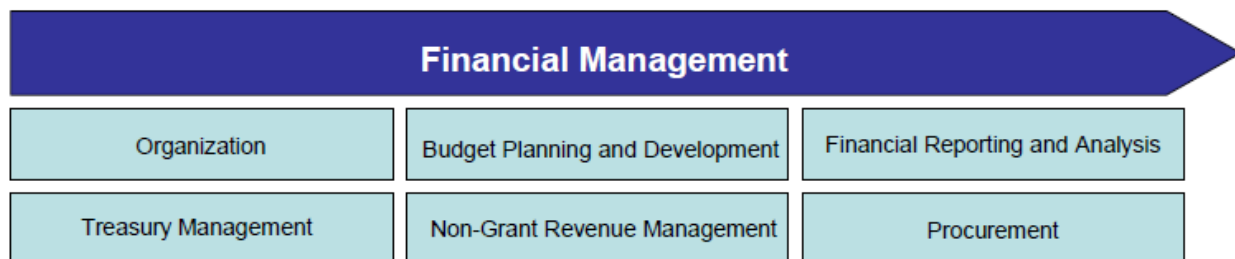 Financial Management
Organization
Budget Planning and Development
Financial Reporting and Analysis
Treasury Management
Non-Grant Revenue Management
Procurement